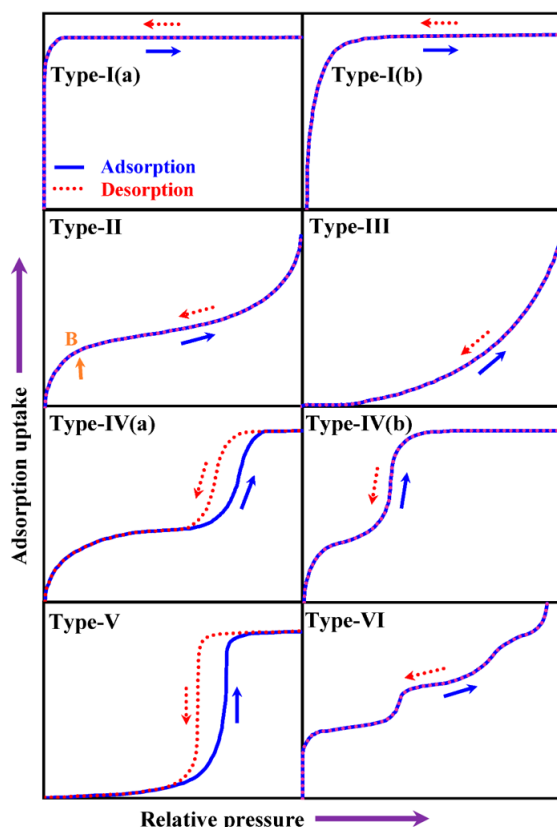 Type-I(a)
Type-I(b)
Adsorption
Desorption
Type-II
Type-III
B
Type-IV(a)
Type-IV(b)
Type-V
Type-VI
Adsorption uptake
Relative pressure